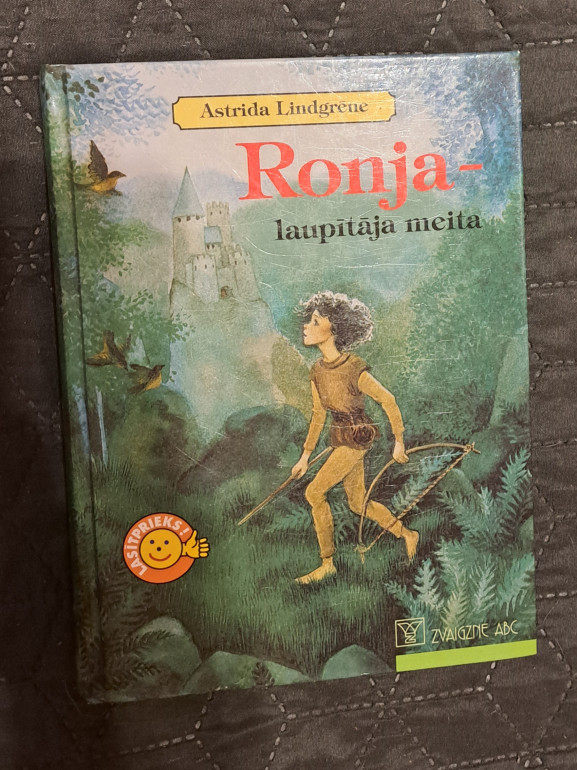 Astrida Lindgrēne
Ronja-
laupītāja meita
LASĪTPRIEKS!
ZVAIGZNE ABC